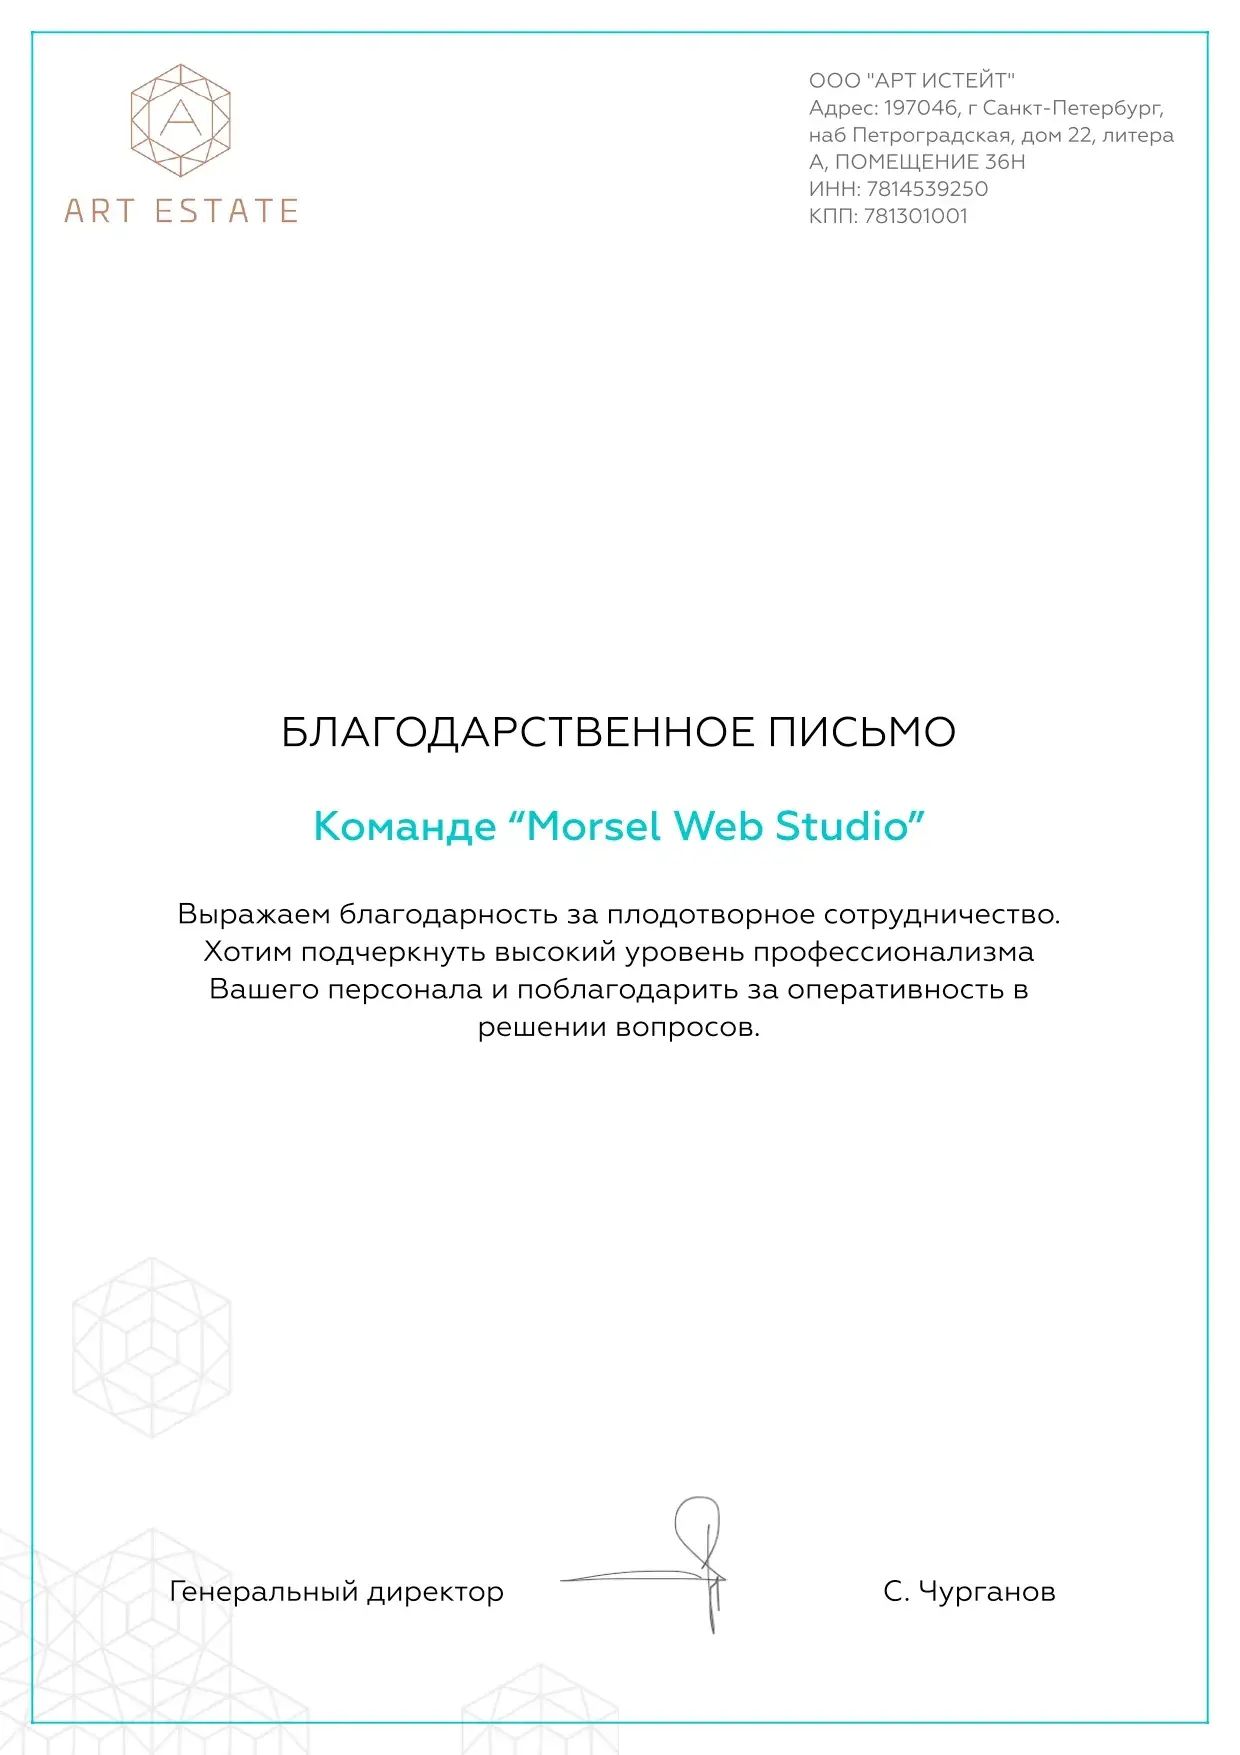 A
ART ESTATE
ООО "АРТ ИСТЕЙТ"
Адрес: 197046, г Санкт-Петербург,
наб Петроградская, дом 22, литера
А, ПОМЕЩЕНИЕ 36Н
ИНН: 7814539250
КПП: 781301001
БЛАГОДАРСТВЕННОЕ ПИСЬМО
Команде “Morsel Web Studio”
Выражаем благодарность за плодотворное сотрудничество.
Хотим подчеркнуть высокий уровень профессионализма
Вашего персонала и поблагодарить за оперативность в
решении вопросов.
Генеральный директор
С. Чурганов